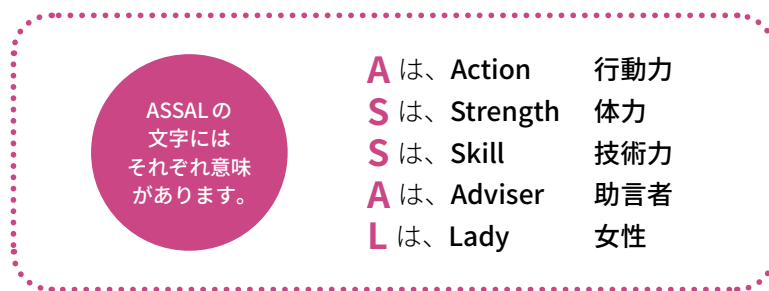 ASSALの
文字には
それぞれ意味
があります。
A は、Action 行動力
S は、Strength 体力
S は、Skill 技術力
A は、Adviser 助言者
L は、Lady 女性